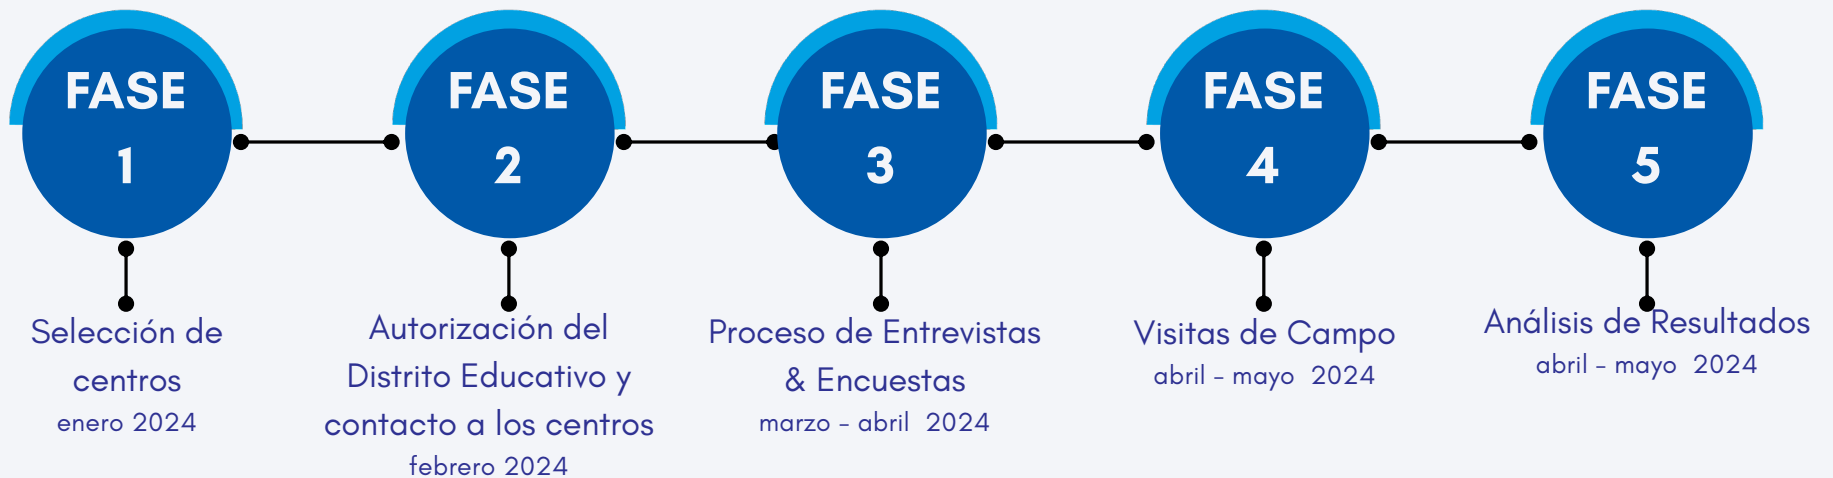 FASE
1
Selección de
centros
enero 2024
FASE
2
Autorización del
Distrito Educativo y
contacto a los centros
febrero 2024
FASE
3
Proceso de Entrevistas
& Encuestas
marzo - abril 2024
FASE
4
Visitas de Campo
abril - mayo 2024
FASE
5
Análisis de Resultados
abril - mayo 2024